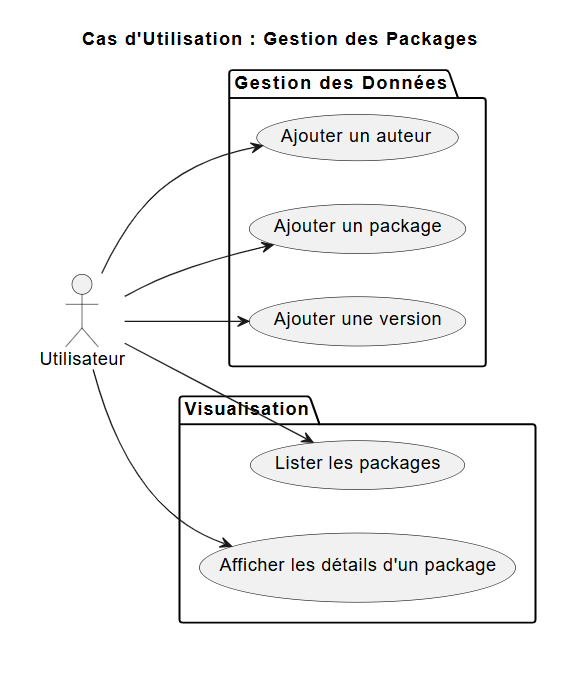 Cas d'Utilisation : Gestion des Packages
Gestion des Données
Ajouter un auteur
Ajouter un package
Ajouter une version
Utilisateur
Visualisation
Lister les packages
Afficher les détails d'un package